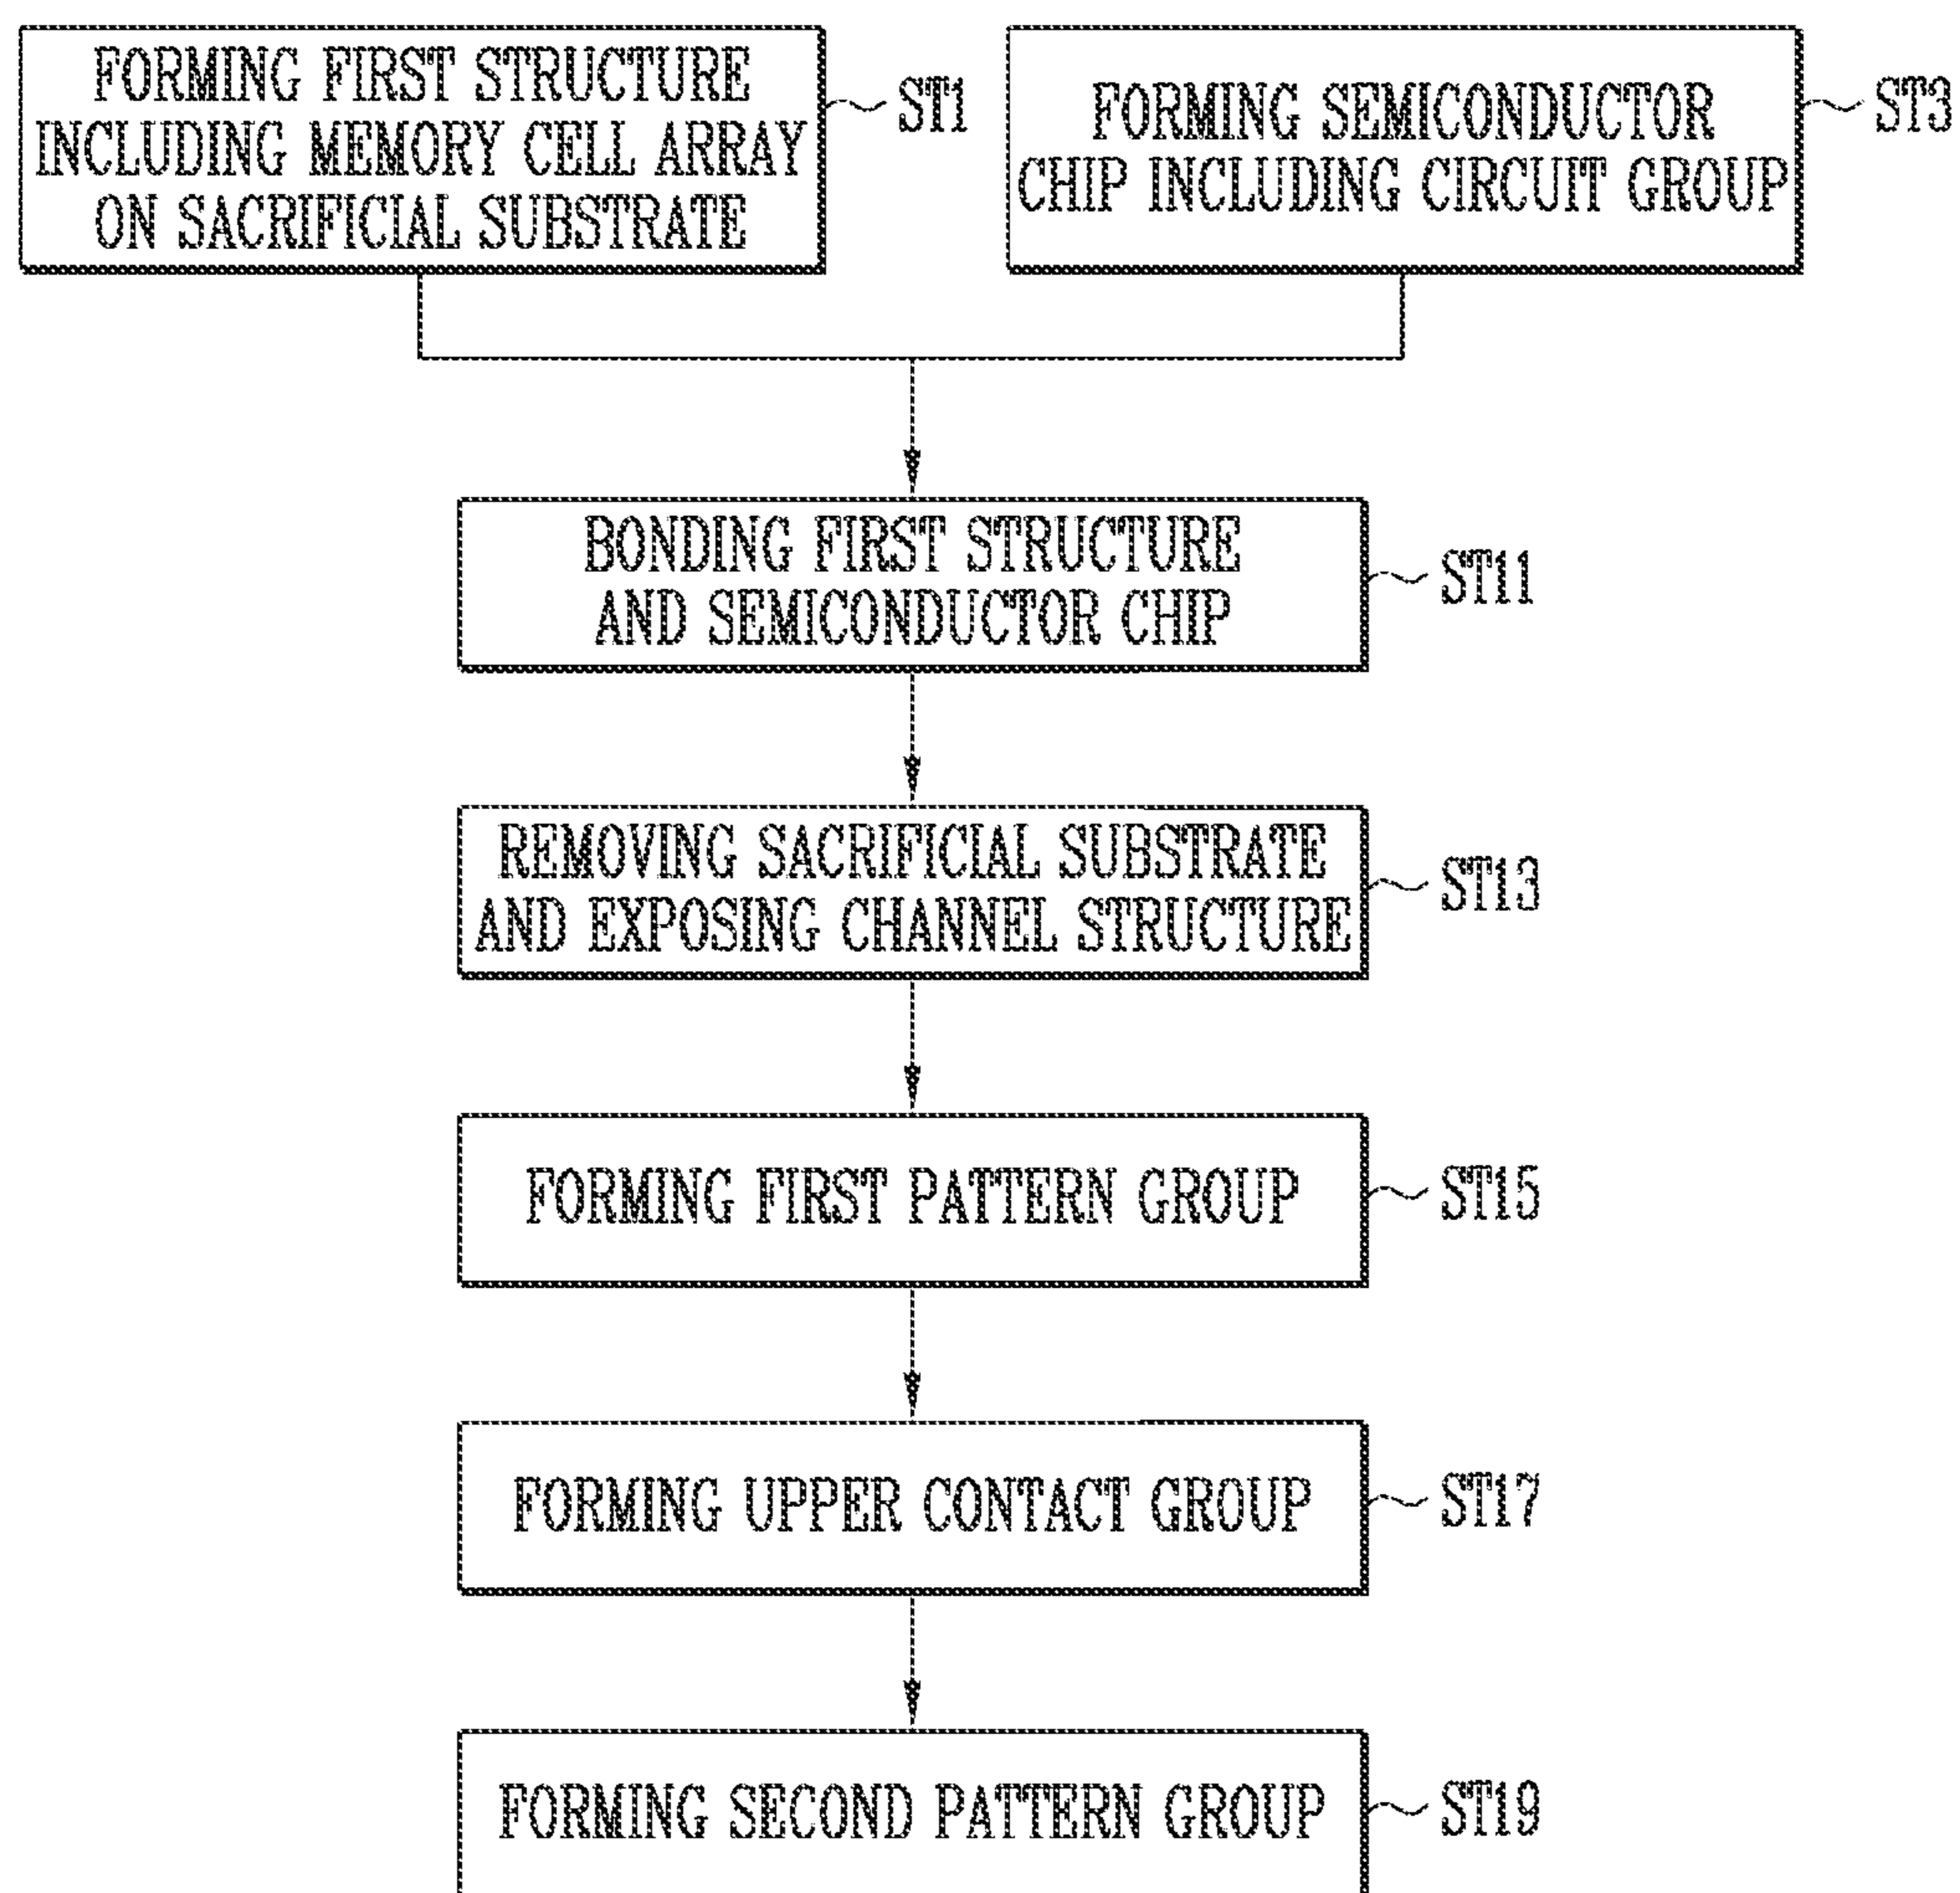 FORMING FIRST STRUCTURE
INCLUDING MEMORY CELL ARRAY
ON SACRIFICIAL SUBSTRATE
ST1
FORMING SEMICONDUCTOR
CHIP INCLUDING CIRCUIT GROUP
ST3
BONDING FIRST STRUCTURE
AND SEMICONDUCTOR CHIP
ST11
REMOVING SACRIFICIAL SUBSTRATE
AND EXPOSING CHANNEL STRUCTURE
ST13
FORMING FIRST PATTERN GROUP
ST15
FORMING UPPER CONTACT GROUP
ST17
FORMING SECOND PATTERN GROUP
ST19